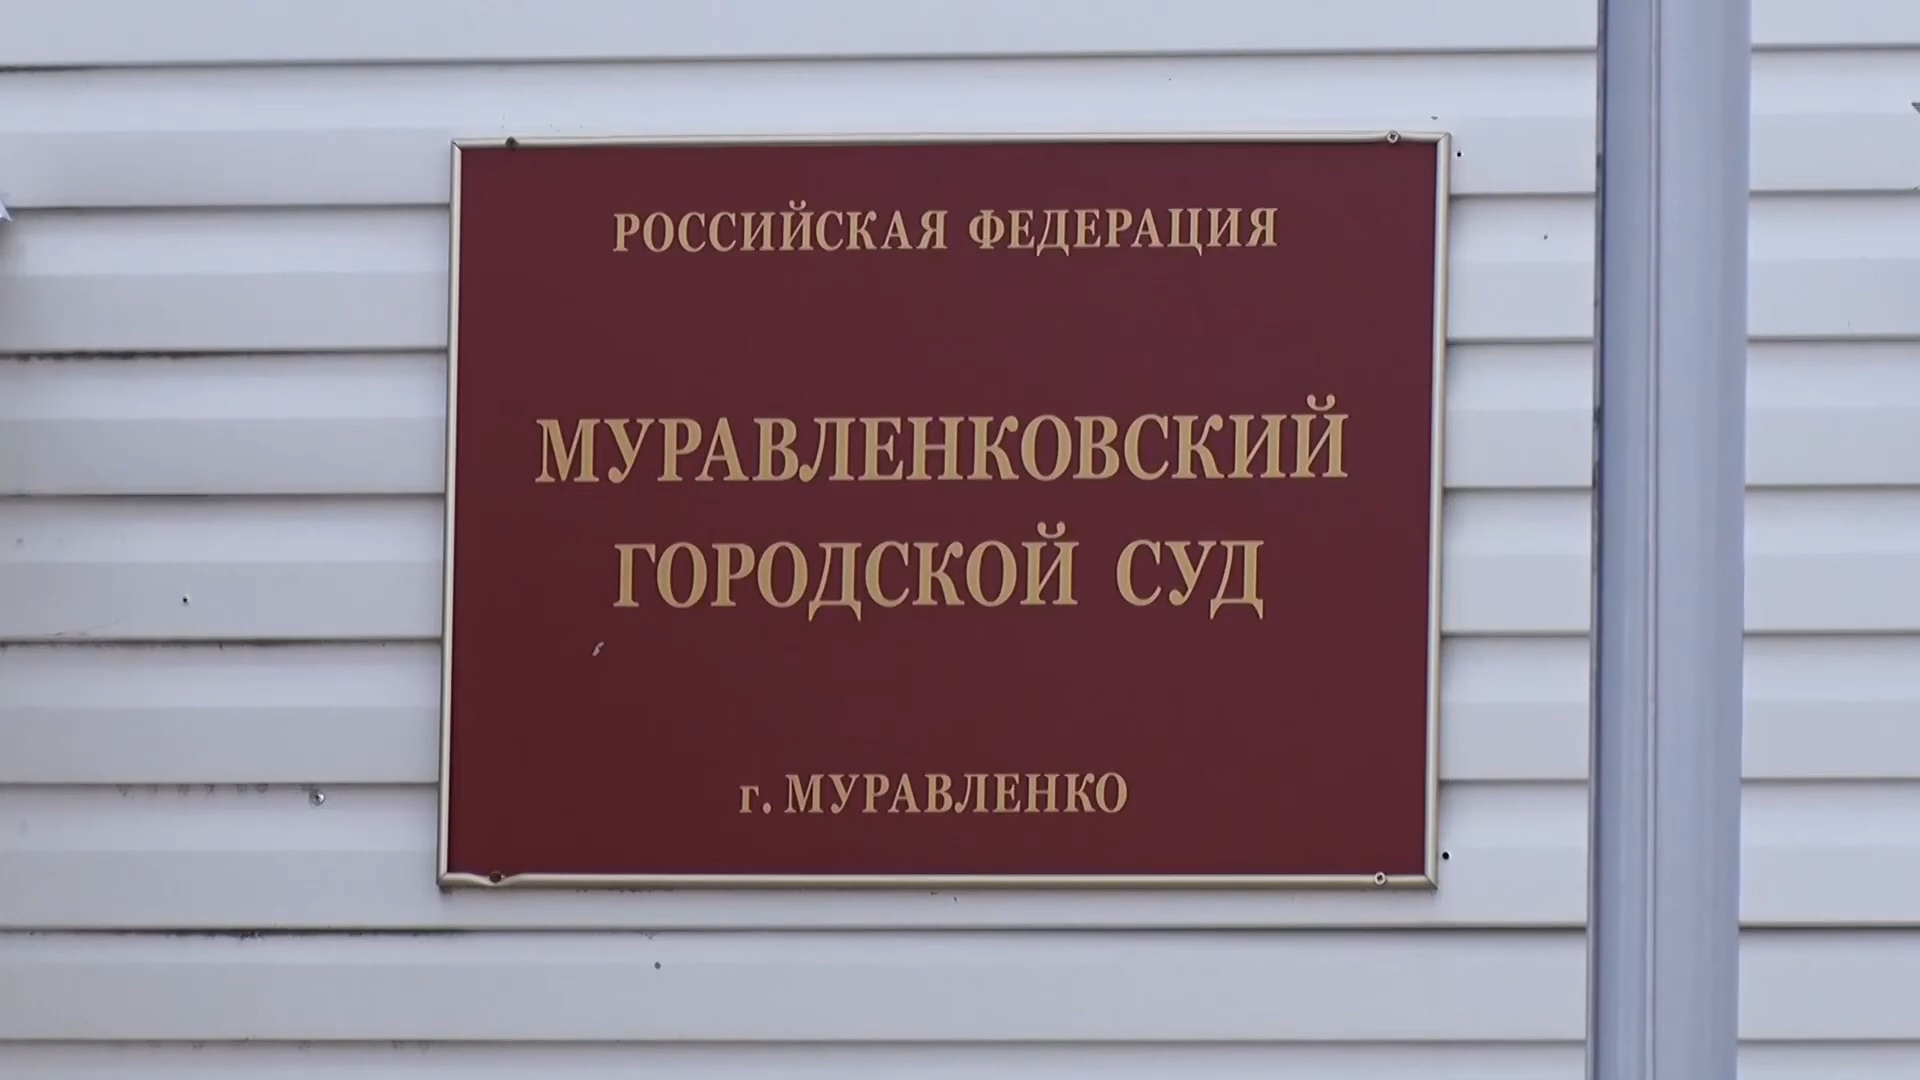 РОССИЙСКАЯ ФЕДЕРАЦИЯ
МУРАВЛЕНКОВСКИЙ
ГОРОДСКОЙ СУД
г. МУРАВЛЕНКО